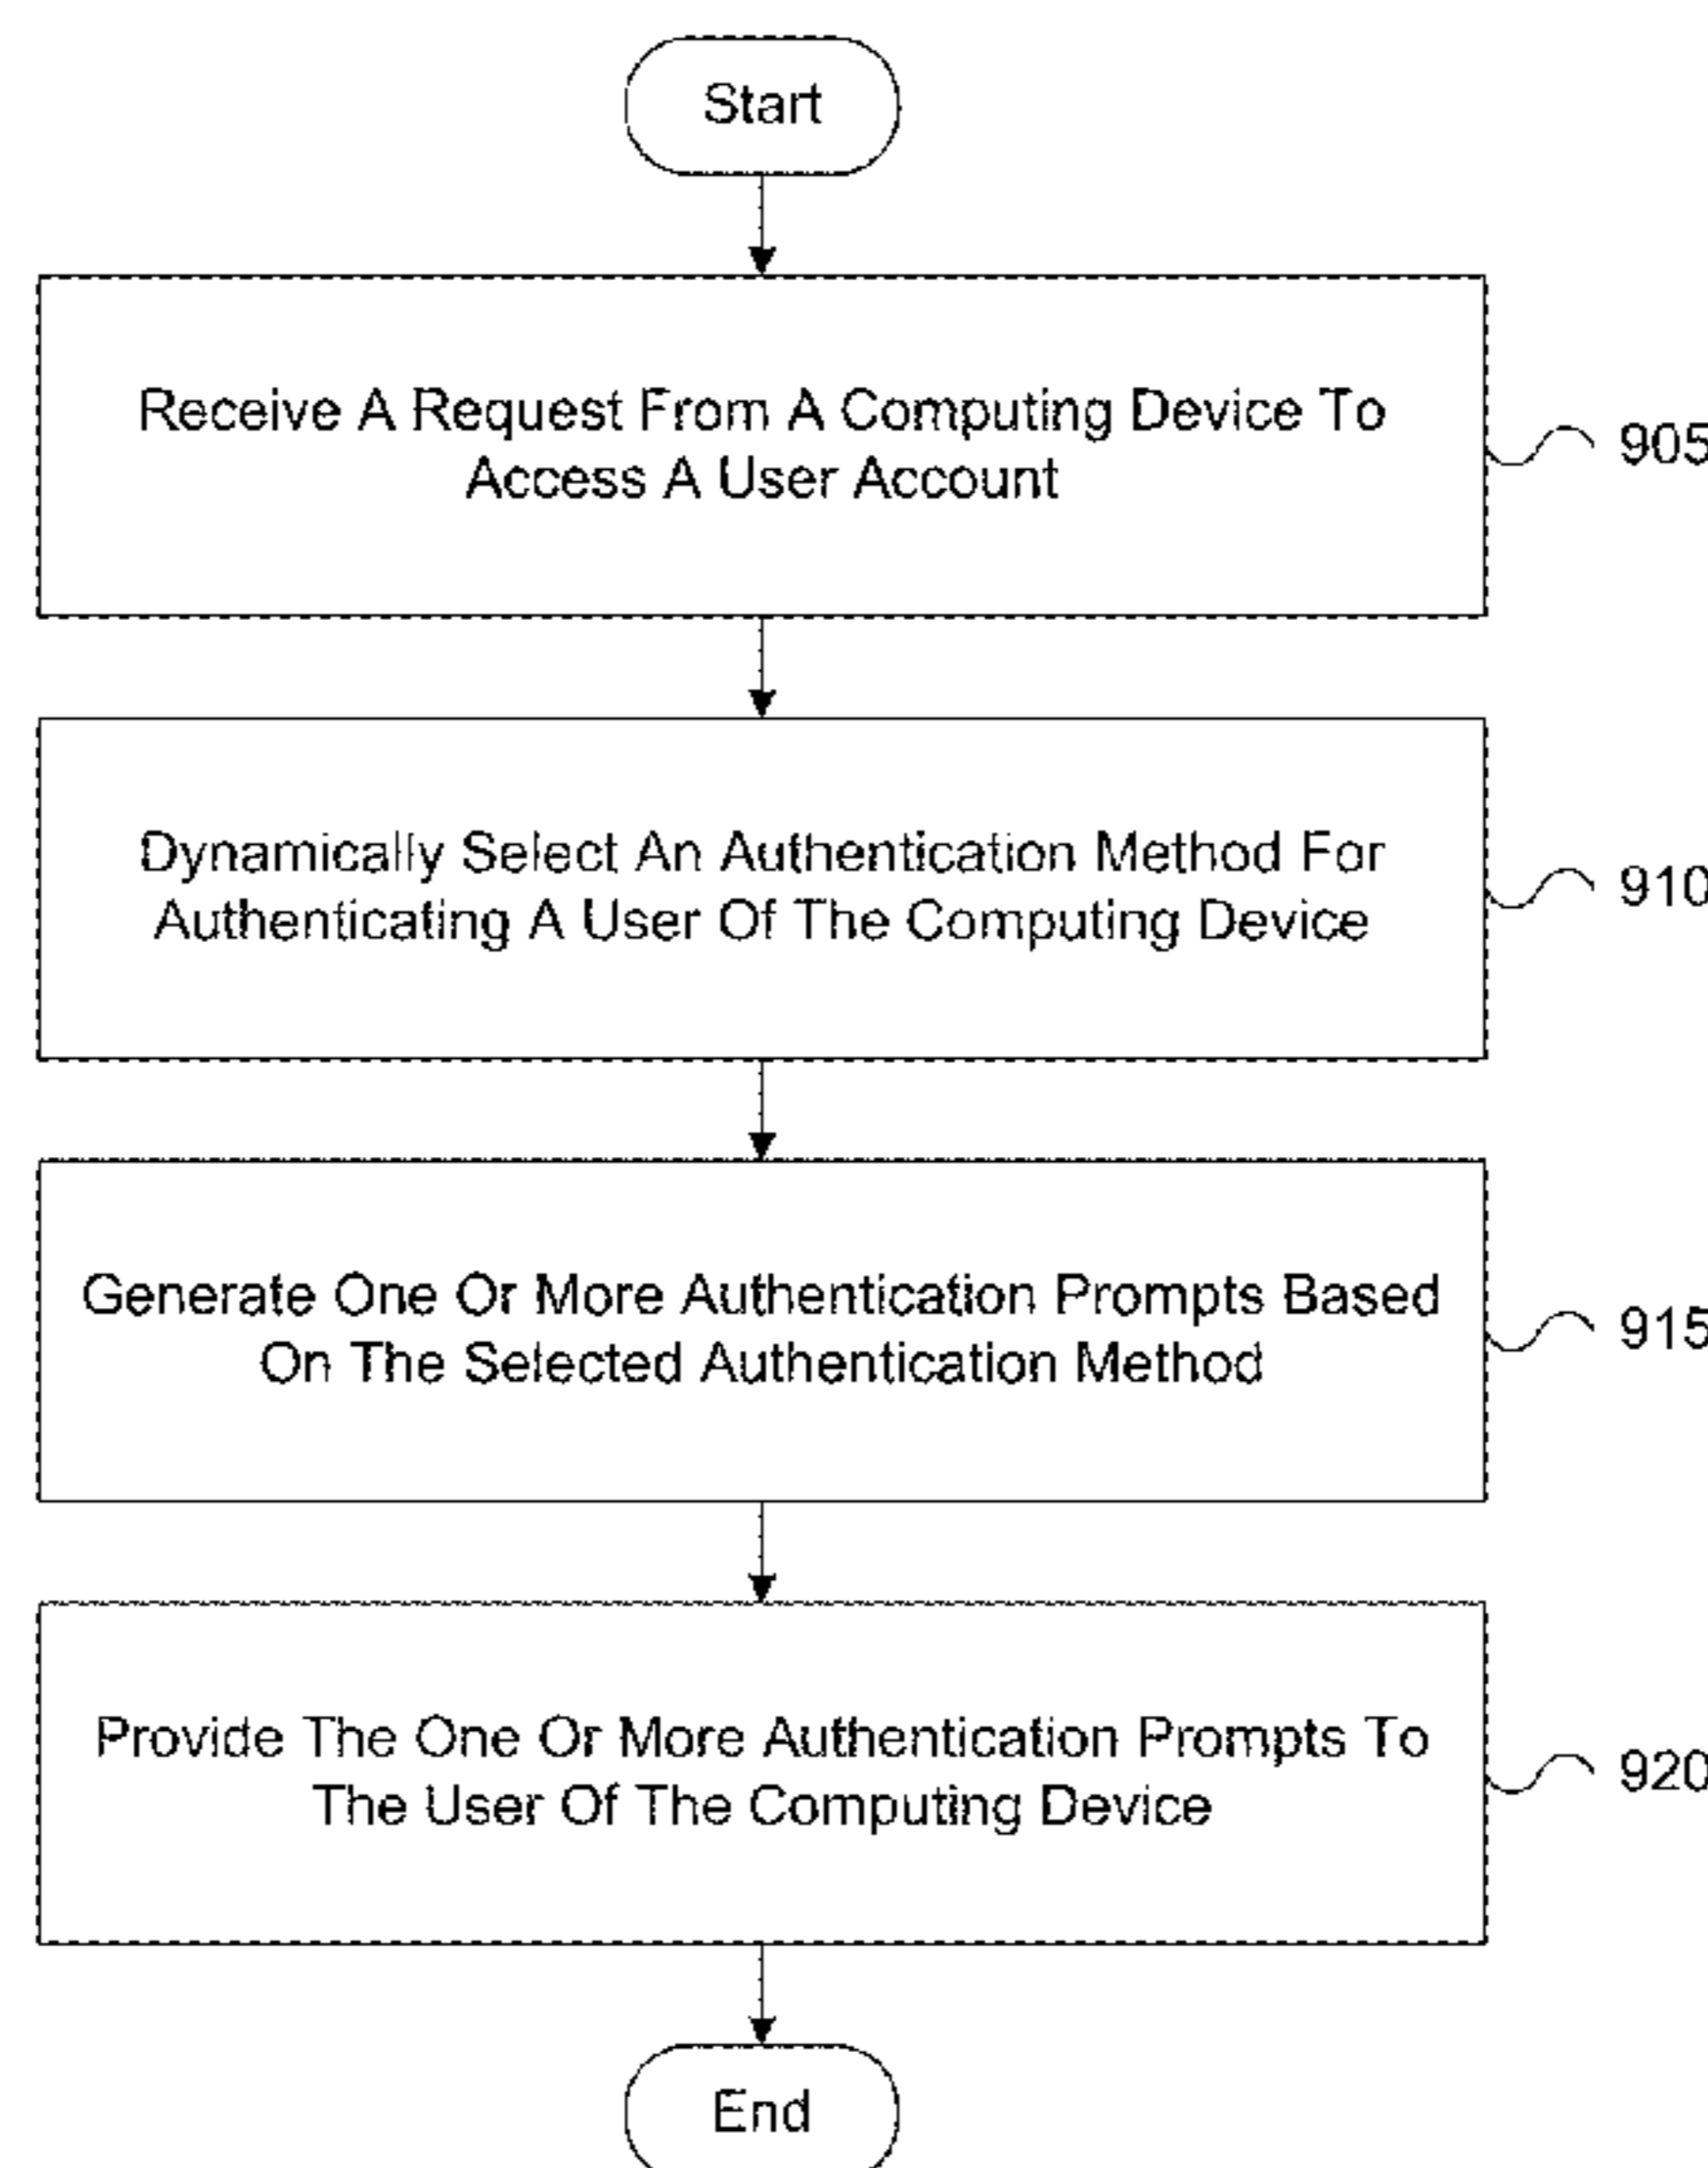 Start
Receive A Request From A Computing Device To
Access A User Account
905
Dynamically Select An Authentication Method For
Authenticating A User Of The Computing Device
910
Generate One Or More Authentication Prompts Based
On The Selected Authentication Method
915
Provide The One Or More Authentication Prompts To
The User Of The Computing Device
920
End